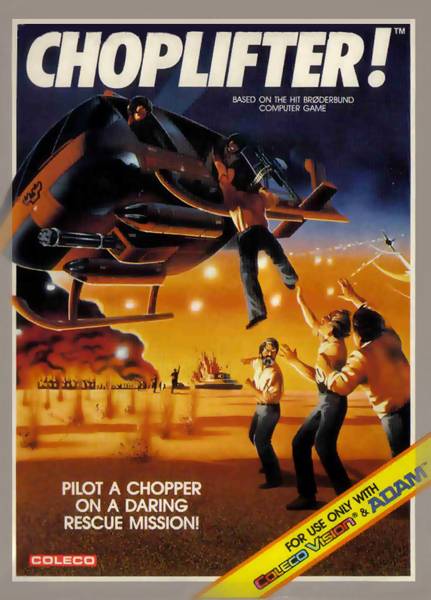 CHOPLIFTER!™
BASED ON THE HIT BRØDERBUND
COMPUTER GAME
PILOT A CHOPPER
ON A DARING
RESCUE MISSION!
FOR USE ONLY WITH
COLECOVISION® & ADAM™
COLECO